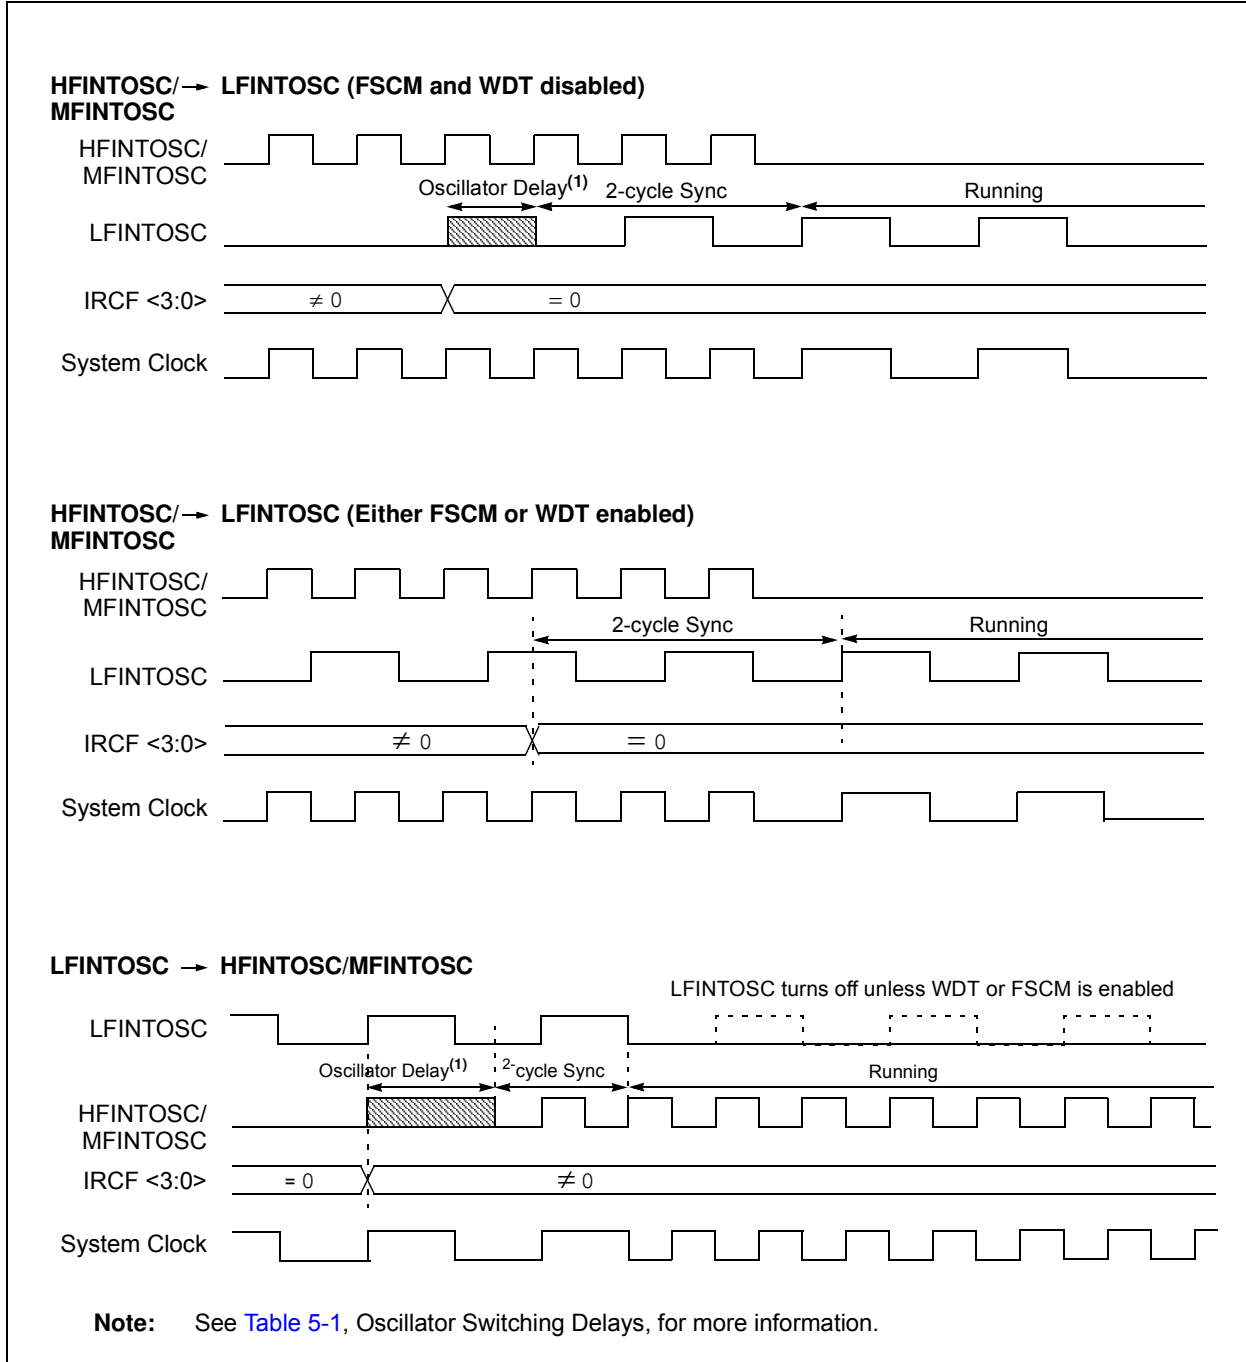 HFINTOSC/→ LFINTOSC (FSCM and WDT disabled)
MFINTOSC
HFINTOSC/
MFINTOSC
Oscillator Delay(1) 2-cycle Sync Running
LFINTOSC
IRCF <3:0> ≠ 0 = 0
System Clock
HFINTOSC/→ LFINTOSC (Either FSCM or WDT enabled)
MFINTOSC
HFINTOSC/
MFINTOSC
2-cycle Sync Running
LFINTOSC
IRCF <3:0> ≠ 0 = 0
System Clock
LFINTOSC → HFINTOSC/MFINTOSC
LFINTOSC turns off unless WDT or FSCM is enabled
LFINTOSC
Oscillator Delay(1) 2-cycle Sync Running
HFINTOSC/
MFINTOSC
IRCF <3:0> = 0 ≠ 0
System Clock
Note: See Table 5-1, Oscillator Switching Delays, for more information.